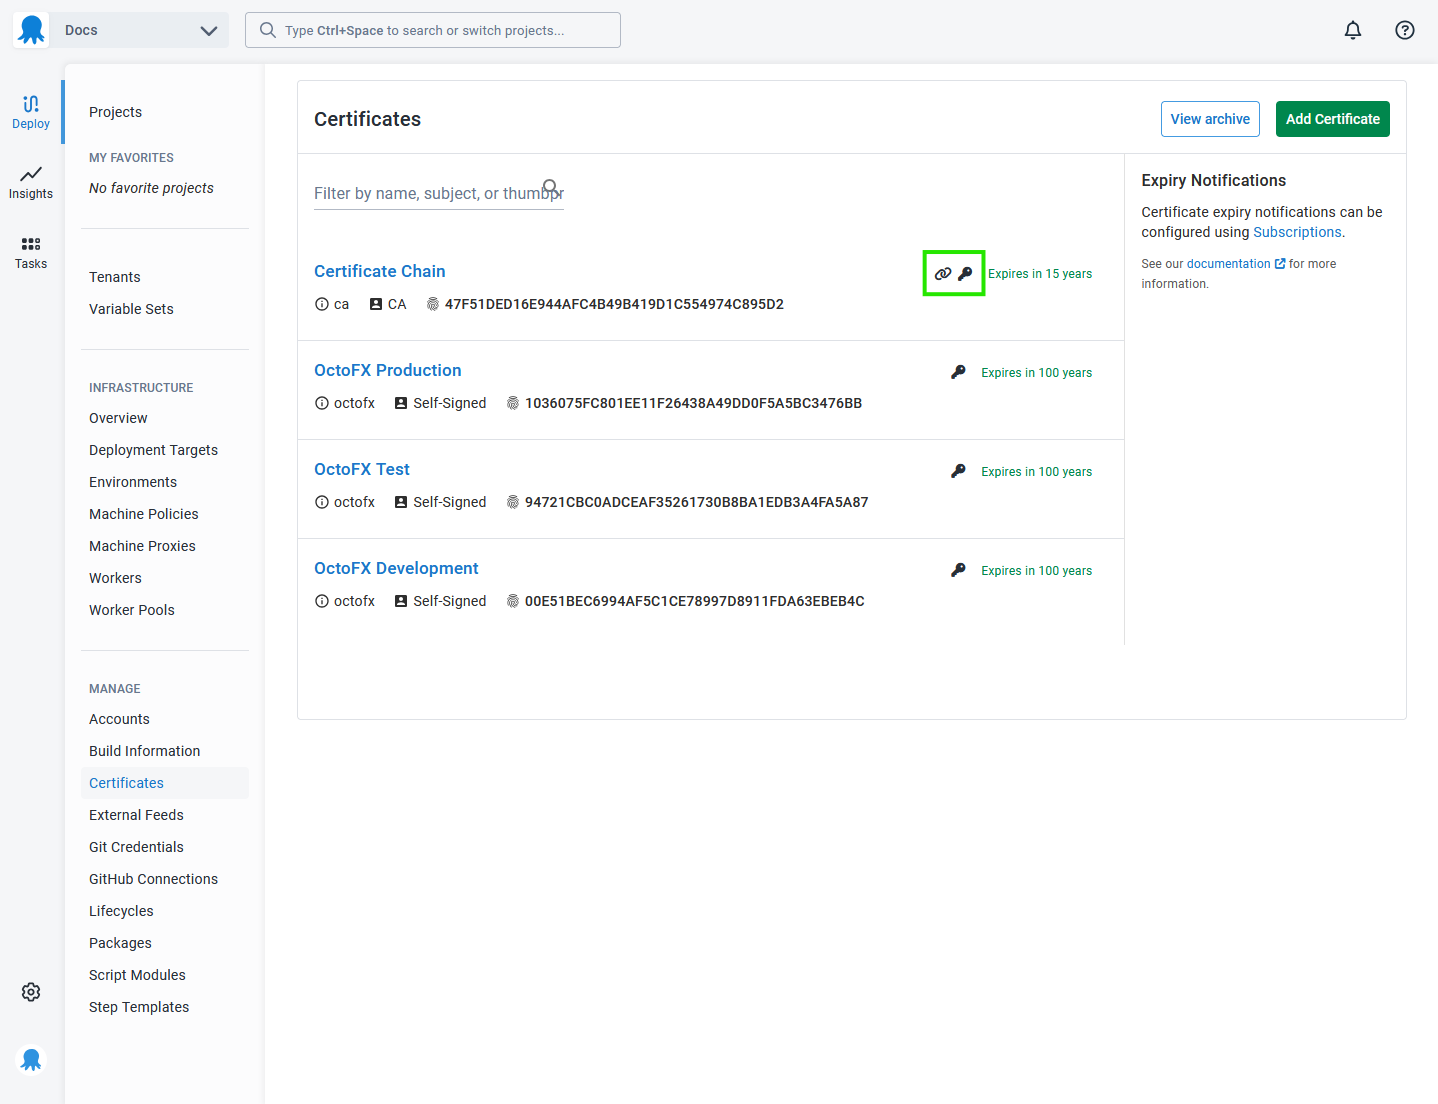 Docs
Type Ctrl+Space to search or switch projects...
Deploy
Insights
Tasks
Projects
MY FAVORITES
No favorite projects
Tenants
Variable Sets
INFRASTRUCTURE
Overview
Deployment Targets
Environments
Machine Policies
Machine Proxies
Workers
Worker Pools
MANAGE
Accounts
Build Information
Certificates
External Feeds
Git Credentials
GitHub Connections
Lifecycles
Packages
Script Modules
Step Templates
Certificates
View archive
Add Certificate
Filter by name, subject, or thumbpr
Certificate Chain
Expires in 15 years
ca CA 47F51DED16E944AFC4B49B419D1C554974C895D2
OctoFX Production
Expires in 100 years
octofx Self-Signed 1036075FC801EE11F26438A49DD0F5A5BC3476BB
OctoFX Test
Expires in 100 years
octofx Self-Signed 94721CBC0ADCEAF35261730B8BA1EDB3A4FA5A87
OctoFX Development
Expires in 100 years
octofx Self-Signed 00E51BEC6994AF5C1CE78997D8911FDA63EBEB4C
Expiry Notifications
Certificate expiry notifications can be
configured using Subscriptions.
See our documentation for more
information.